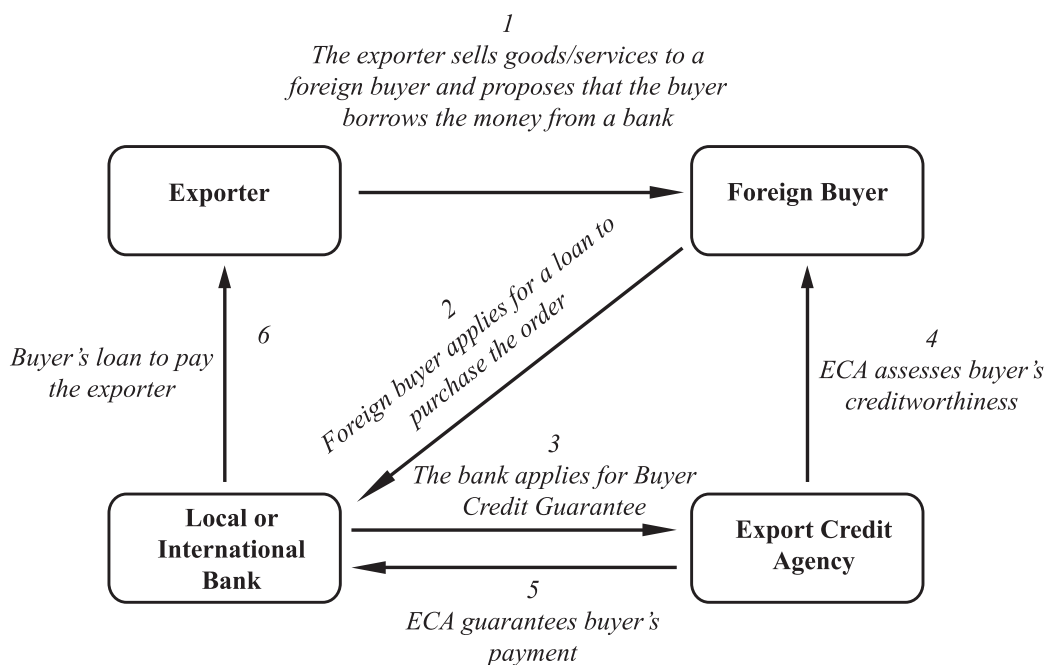 1
The exporter sells goods/services to a
foreign buyer and proposes that the buyer
borrows the money from a bank
Exporter
Foreign Buyer
2
Foreign buyer applies for a loan to
purchase the order
6
Buyer’s loan to pay
the exporter
4
ECA assesses buyer’s
creditworthiness
3
The bank applies for Buyer
Credit Guarantee
Local or
International
Bank
Export Credit
Agency
5
ECA guarantees buyer’s
payment